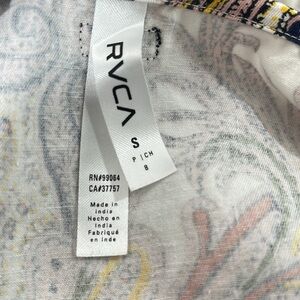 RVCA
S
P | CH
8
RN#99064
CA#37757
Made in
India
Hecho en
India
Fabriqué
en Inde